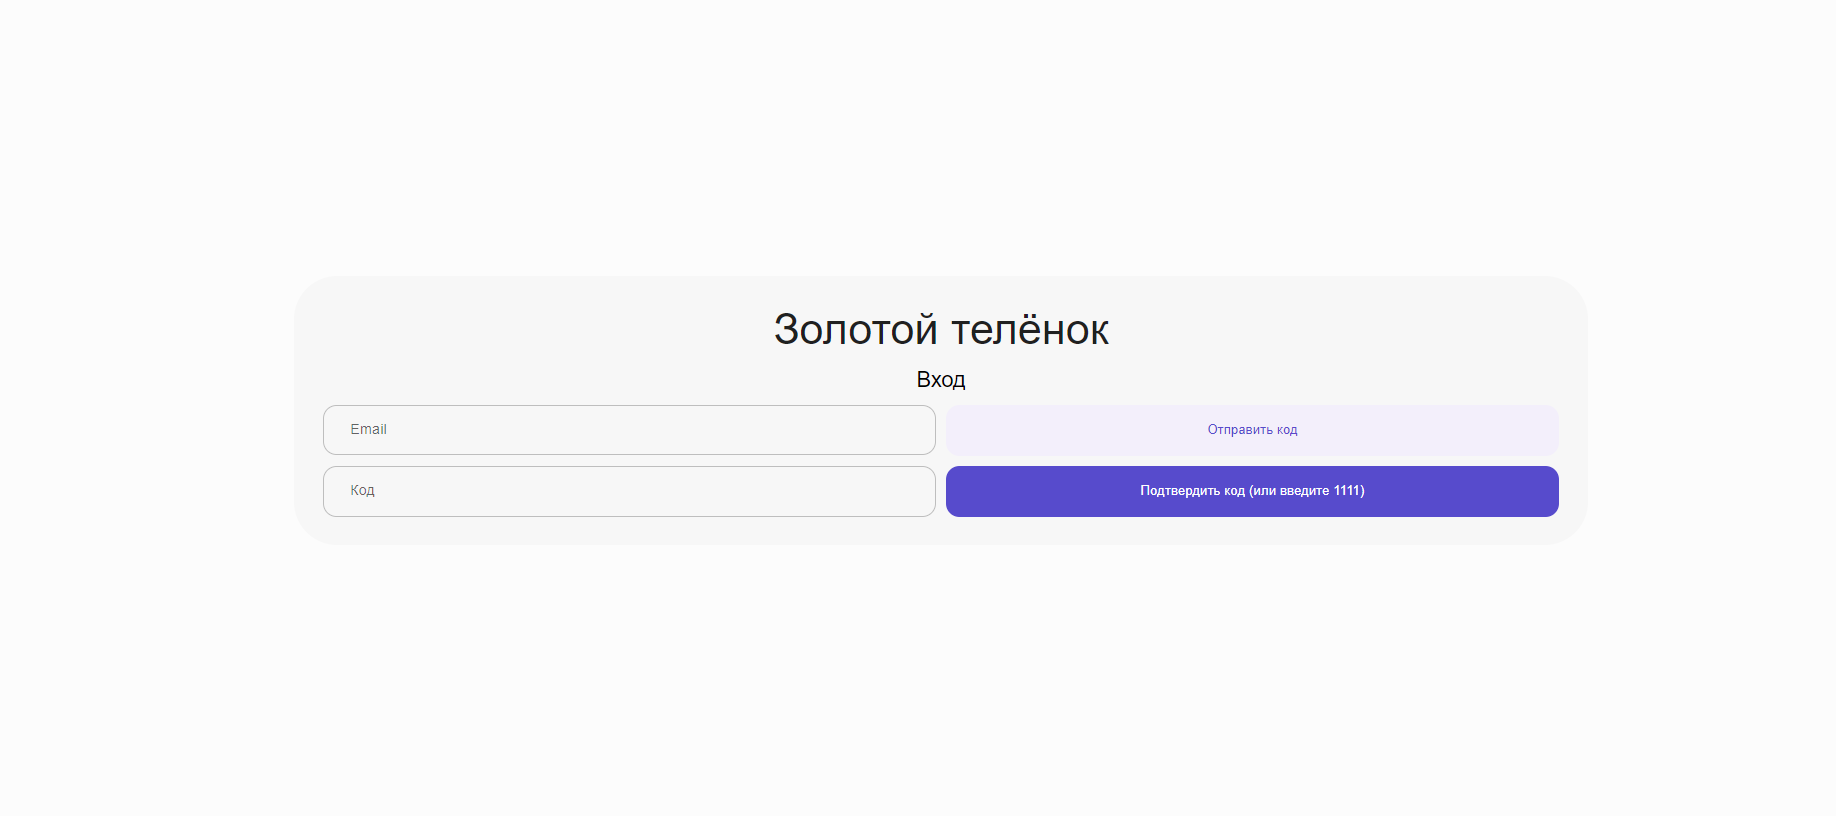 Золотой телёнок
Вход
Email
Отправить код
Код
Подтвердить код (или введите 1111)